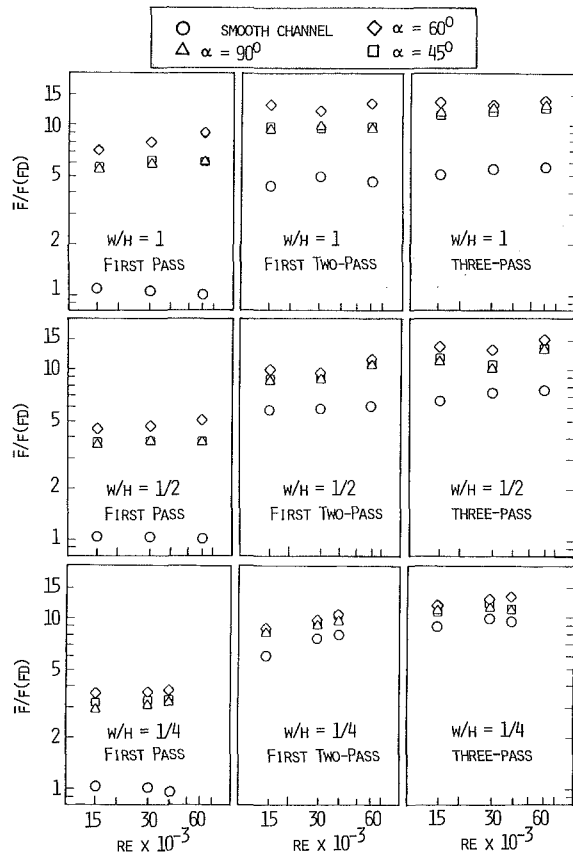 ○ SMOOTH CHANNEL ◇ α = 60⁰
△ α = 90⁰ □ α = 45⁰
F̄/F(FD)
15
10
5
2
1
W/H = 1
FIRST PASS
W/H = 1
FIRST TWO-PASS
W/H = 1
THREE-PASS
F̄/F(FD)
15
10
5
2
1
W/H = 1/2
FIRST PASS
W/H = 1/2
FIRST TWO-PASS
W/H = 1/2
THREE-PASS
F̄/F(FD)
15
10
5
2
1
W/H = 1/4
FIRST PASS
W/H = 1/4
FIRST TWO-PASS
W/H = 1/4
THREE-PASS
15 30 60 15 30 60 15 30 60
RE X 10⁻³ RE X 10⁻³ RE X 10⁻³